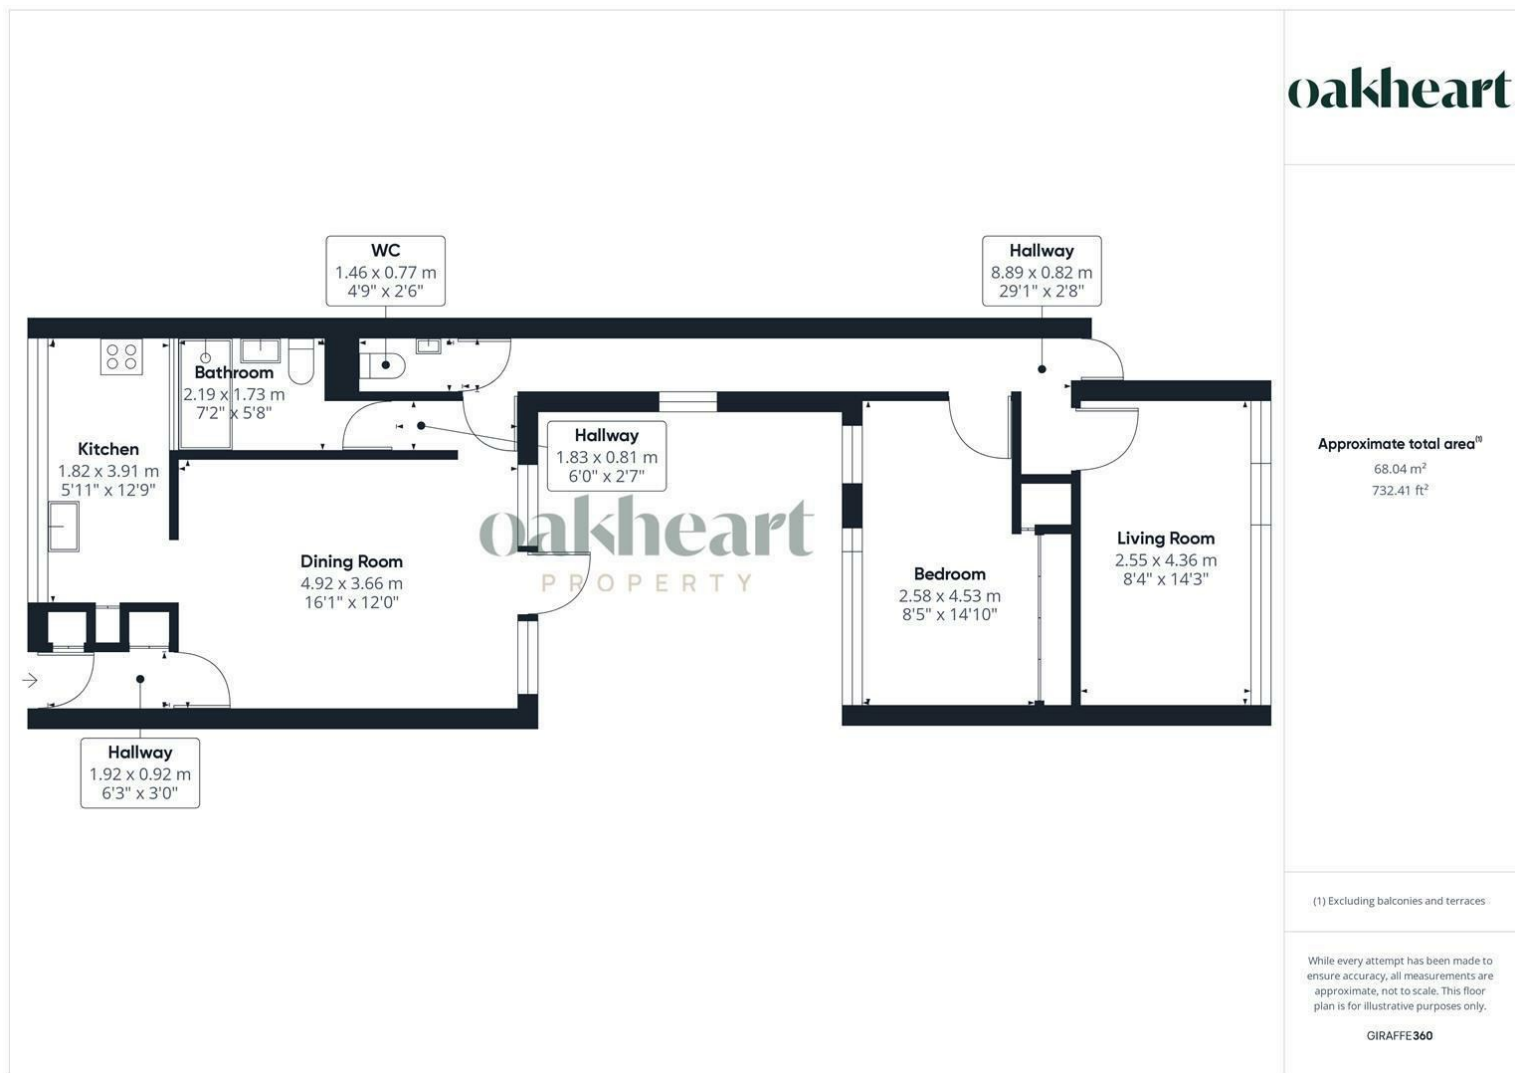 oakheart
WC
1.46 x 0.77 m
4'9" x 2'6"
Hallway
8.89 x 0.82 m
29'1" x 2'8"
Bathroom
2.19 x 1.73 m
7'2" x 5'8"
Kitchen
1.82 x 3.91 m
5'11" x 12'9"
Hallway
1.83 x 0.81 m
6'0" x 2'7"
oakheart
PROPERTY
Dining Room
4.92 x 3.66 m
16'1" x 12'0"
Bedroom
2.58 x 4.53 m
8'5" x 14'10"
Living Room
2.55 x 4.36 m
8'4" x 14'3"
Hallway
1.92 x 0.92 m
6'3" x 3'0"
Approximate total area⁽¹⁾
68.04 m²
732.41 ft²
(1) Excluding balconies and terraces
While every attempt has been made to
ensure accuracy, all measurements are
approximate, not to scale. This floor
plan is for illustrative purposes only.
GIRAFFE360